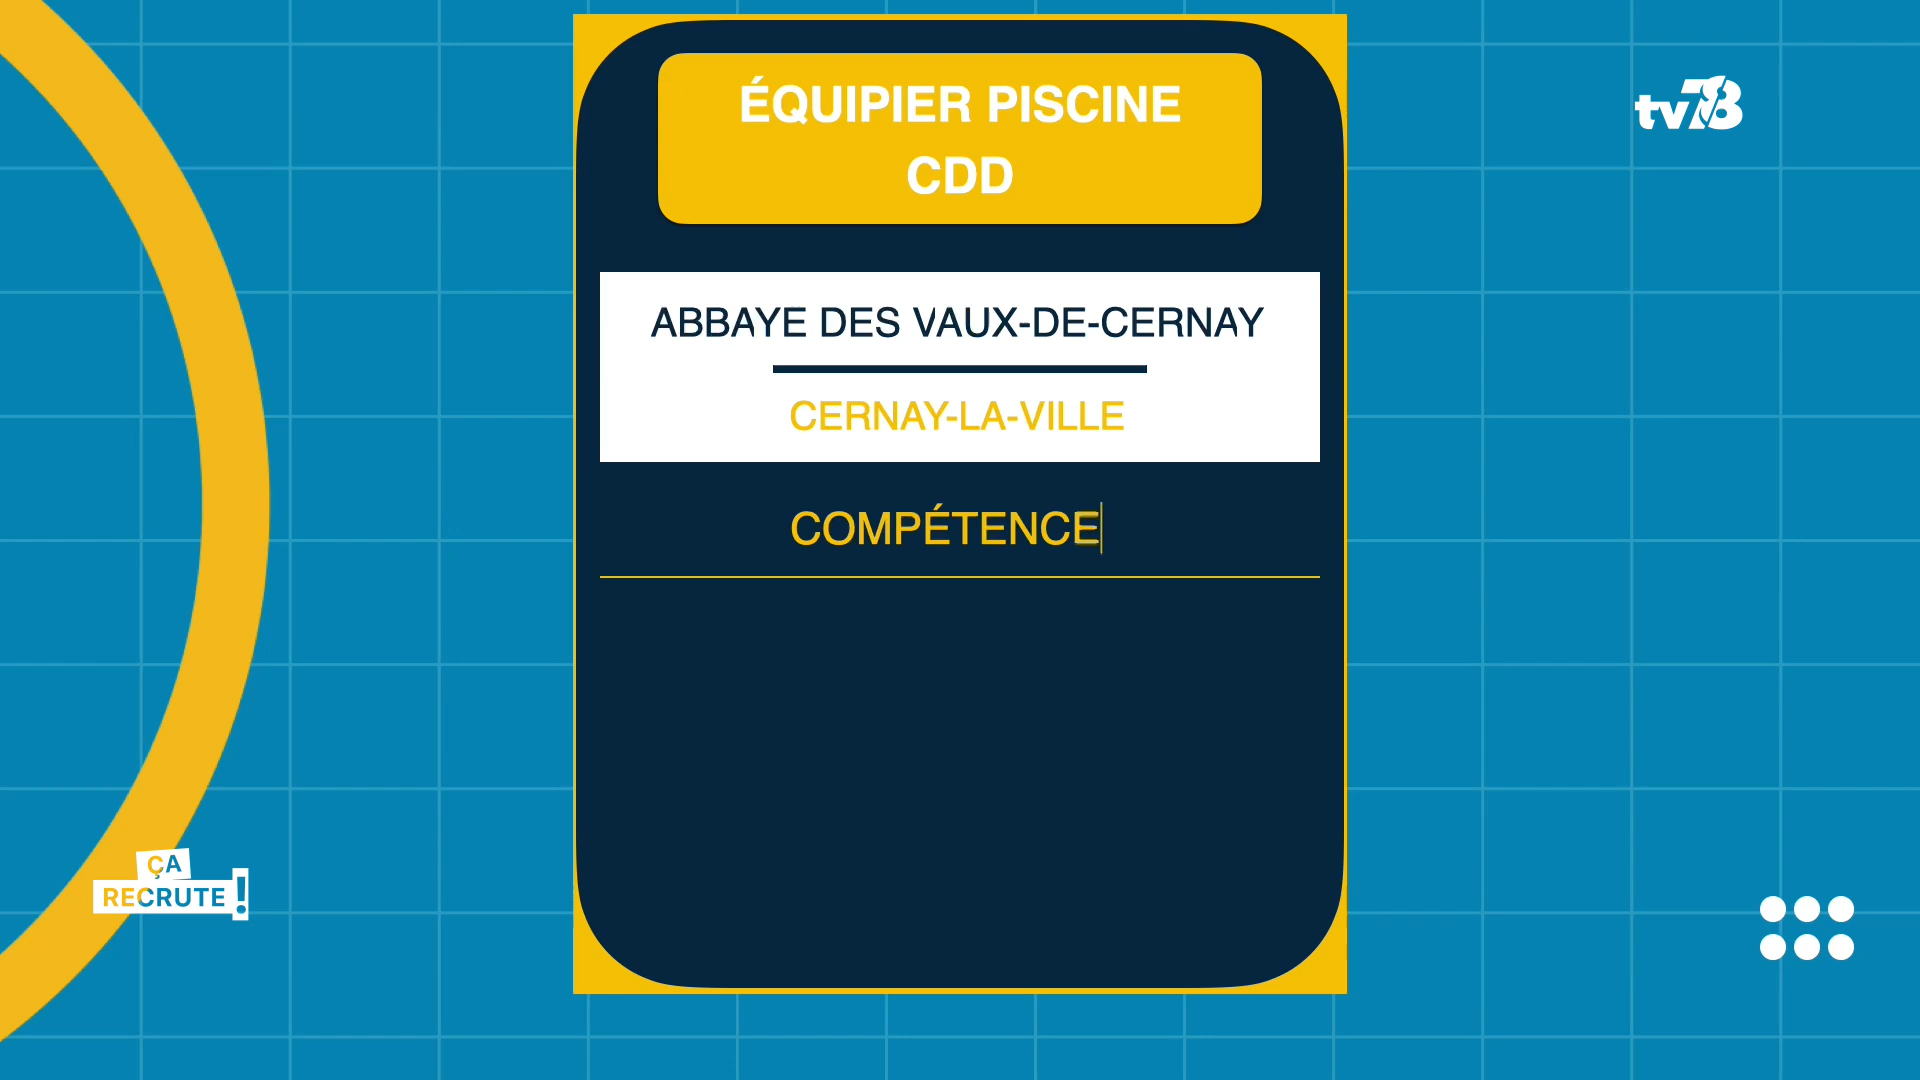 ÉQUIPIER PISCINE
CDD
tv78
ABBAYE DES VAUX-DE-CERNAY
CERNAY-LA-VILLE
COMPÉTENCE
ÇA
RECRUTE !